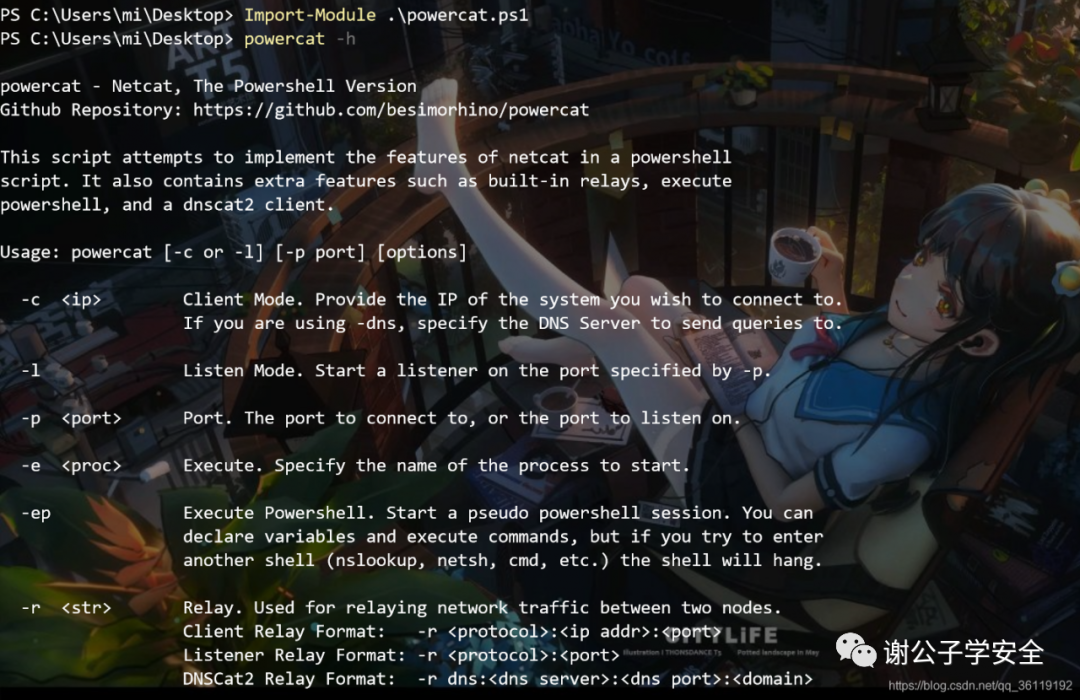 PS C:\Users\mi\Desktop> Import-Module .\powercat.ps1
PS C:\Users\mi\Desktop> powercat -h
powercat - Netcat, The Powershell Version
Github Repository: https://github.com/besimorhino/powercat
This script attempts to implement the features of netcat in a powershell
script. It also contains extra features such as built-in relays, execute
powershell, and a dnscat2 client.
Usage: powercat [-c or -l] [-p port] [options]
-c <ip> Client Mode. Provide the IP of the system you wish to connect to.
If you are using -dns, specify the DNS Server to send queries to.
-l Listen Mode. Start a listener on the port specified by -p.
-p <port> Port. The port to connect to, or the port to listen on.
-e <proc> Execute. Specify the name of the process to start.
-ep Execute Powershell. Start a pseudo powershell session. You can
declare variables and execute commands, but if you try to enter
another shell (nslookup, netsh, cmd, etc.) the shell will hang.
-r <str> Relay. Used for relaying network traffic between two nodes.
Client Relay Format: -r <protocol>:<ip addr>:<port>
Listener Relay Format: -r <protocol>:<port>
DNSCat2 Relay Format: -r dns:<dns server>:<dns port>:<domain>
谢公子学安全
https://blog.csdn.net/qq_36119192